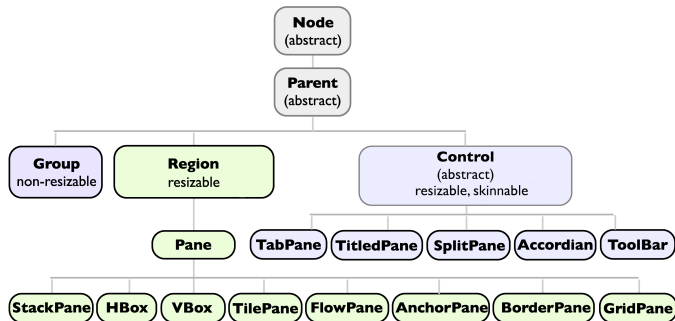 Node
(abstract)
Parent
(abstract)
Group
non-resizable
Region
resizable
Control
(abstract)
resizable, skinnable
Pane
TabPane
TitledPane
SplitPane
Accordian
ToolBar
StackPane
HBox
VBox
TilePane
FlowPane
AnchorPane
BorderPane
GridPane